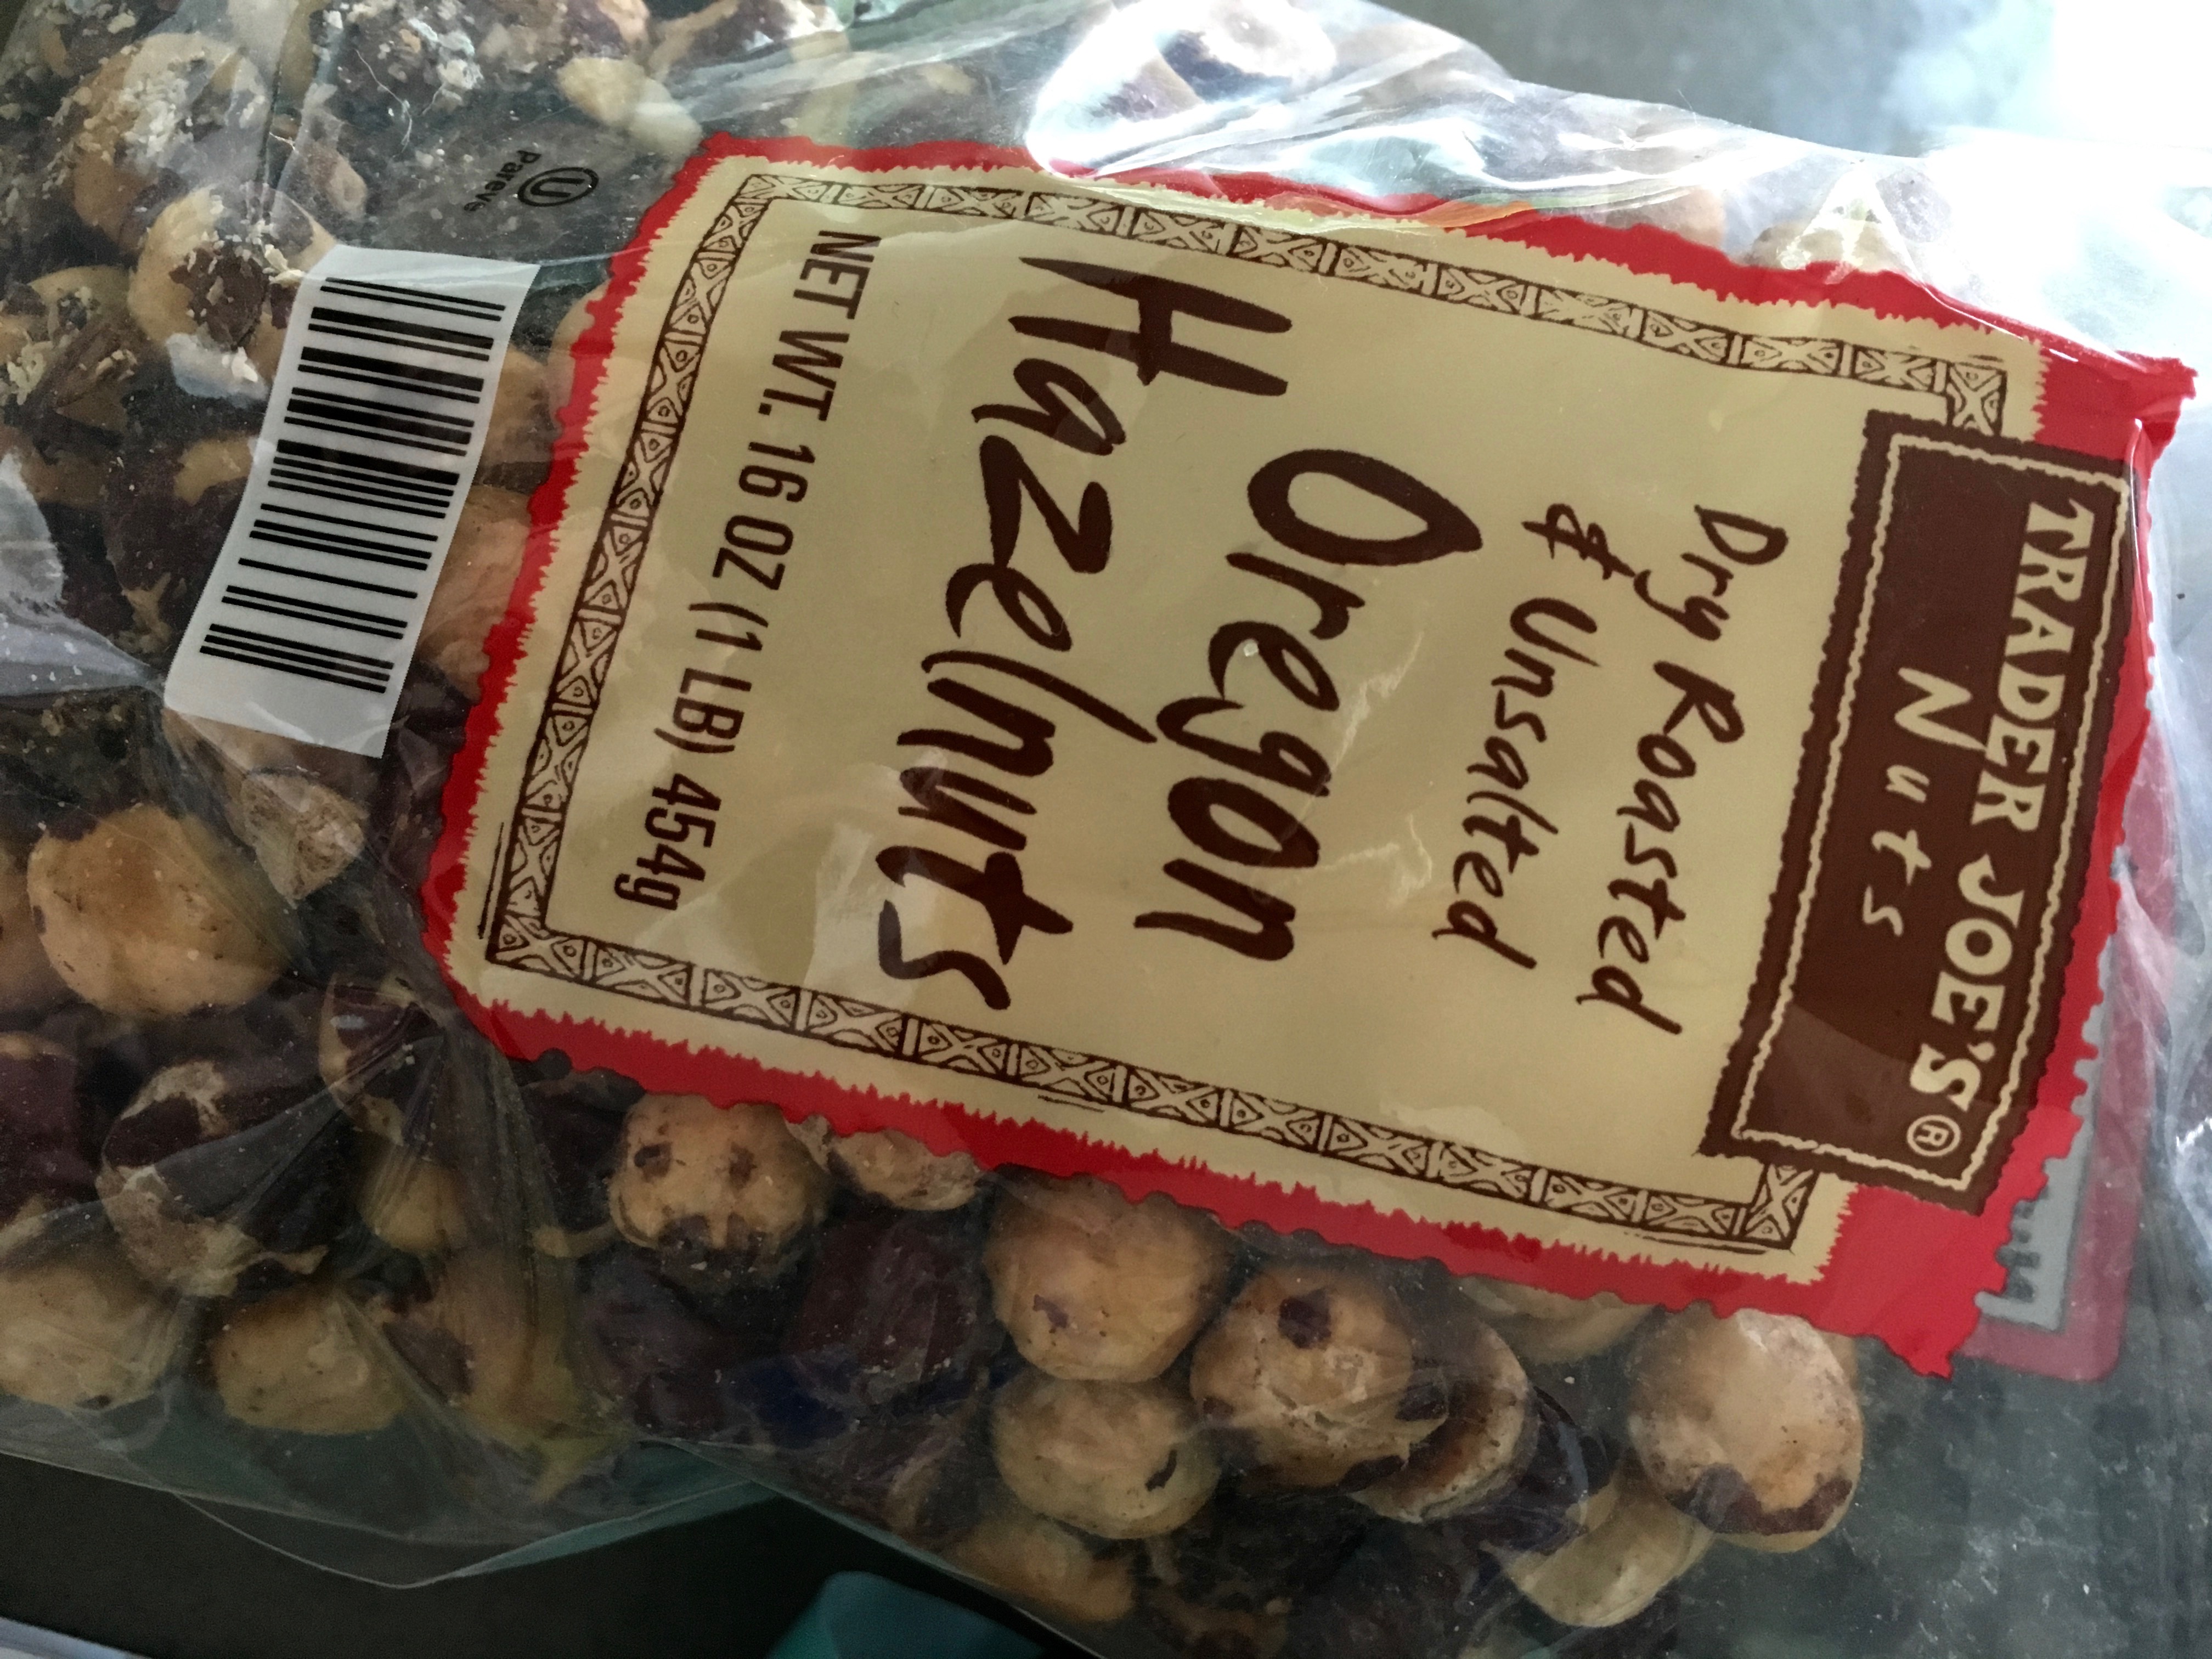 TRADER JOE'S®
Nuts
Dry Roasted
& Unsalted
Oregon
Hazelnuts
NET WT. 16 OZ (1 LB) 454g
U
Pareve